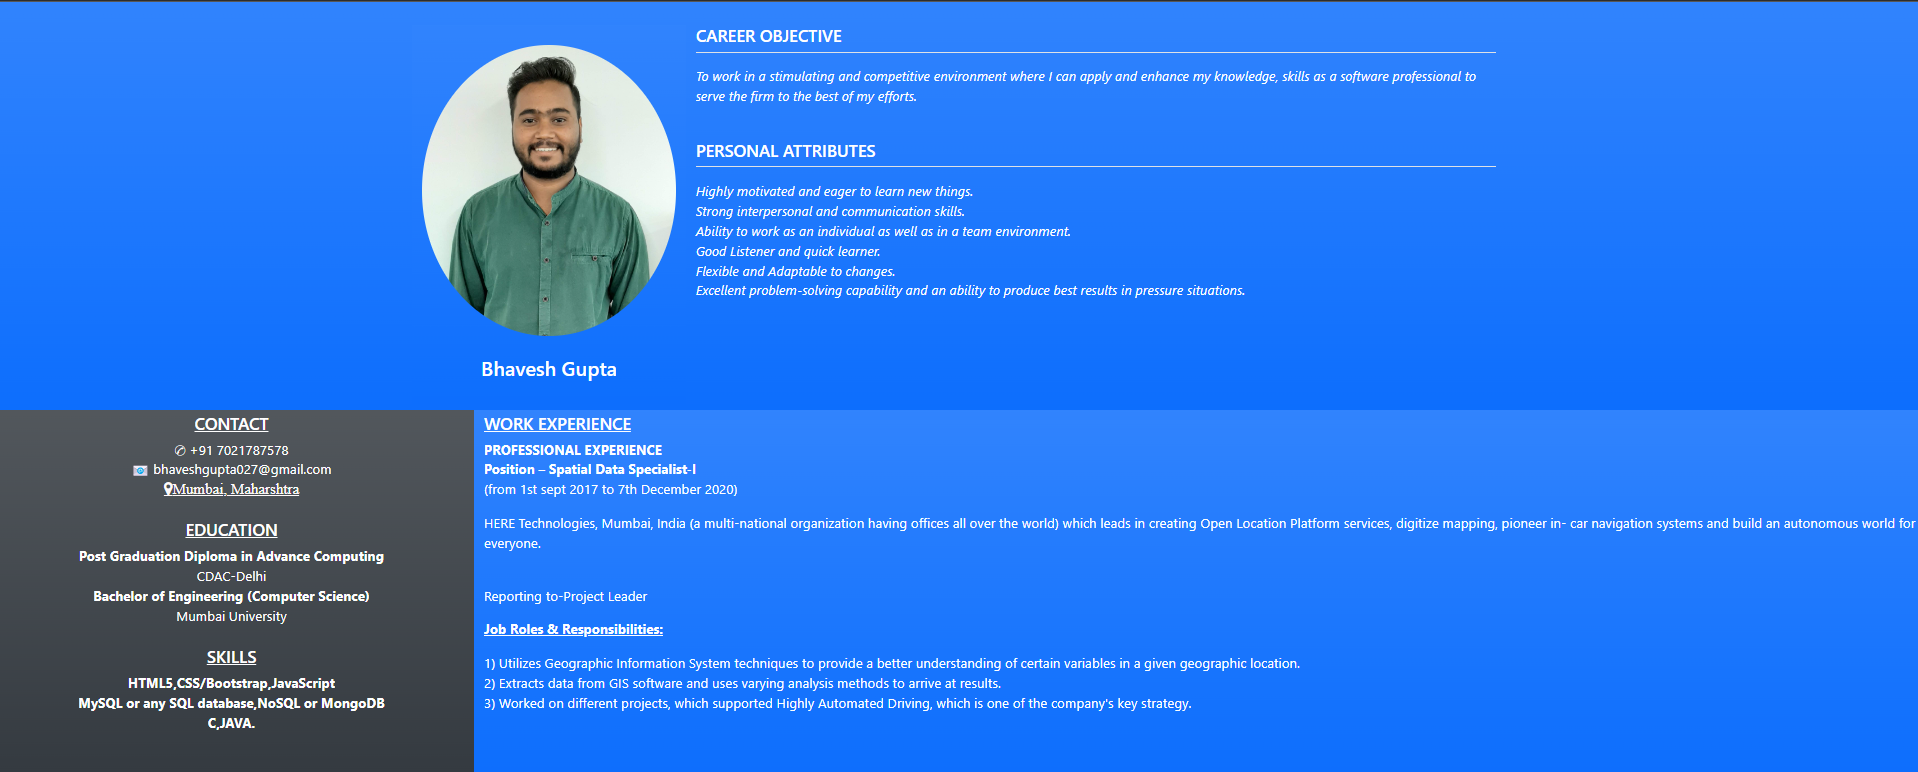 CAREER OBJECTIVE
To work in a stimulating and competitive environment where I can apply and enhance my knowledge, skills as a software professional to
serve the firm to the best of my efforts.
PERSONAL ATTRIBUTES
Highly motivated and eager to learn new things.
Strong interpersonal and communication skills.
Ability to work as an individual as well as in a team environment.
Good Listener and quick learner.
Flexible and Adaptable to changes.
Excellent problem-solving capability and an ability to produce best results in pressure situations.
Bhavesh Gupta
CONTACT
✆ +91 7021787578
📧 bhaveshgupta027@gmail.com
Mumbai, Maharshtra
EDUCATION
Post Graduation Diploma in Advance Computing
CDAC-Delhi
Bachelor of Engineering (Computer Science)
Mumbai University
SKILLS
HTML5,CSS/Bootstrap,JavaScript
MySQL or any SQL database,NoSQL or MongoDB
C,JAVA.
WORK EXPERIENCE
PROFESSIONAL EXPERIENCE
Position – Spatial Data Specialist-I
(from 1st sept 2017 to 7th December 2020)
HERE Technologies, Mumbai, India (a multi-national organization having offices all over the world) which leads in creating Open Location Platform services, digitize mapping, pioneer in- car navigation systems and build an autonomous world for
everyone.
Reporting to-Project Leader
Job Roles & Responsibilities:
1) Utilizes Geographic Information System techniques to provide a better understanding of certain variables in a given geographic location.
2) Extracts data from GIS software and uses varying analysis methods to arrive at results.
3) Worked on different projects, which supported Highly Automated Driving, which is one of the company's key strategy.